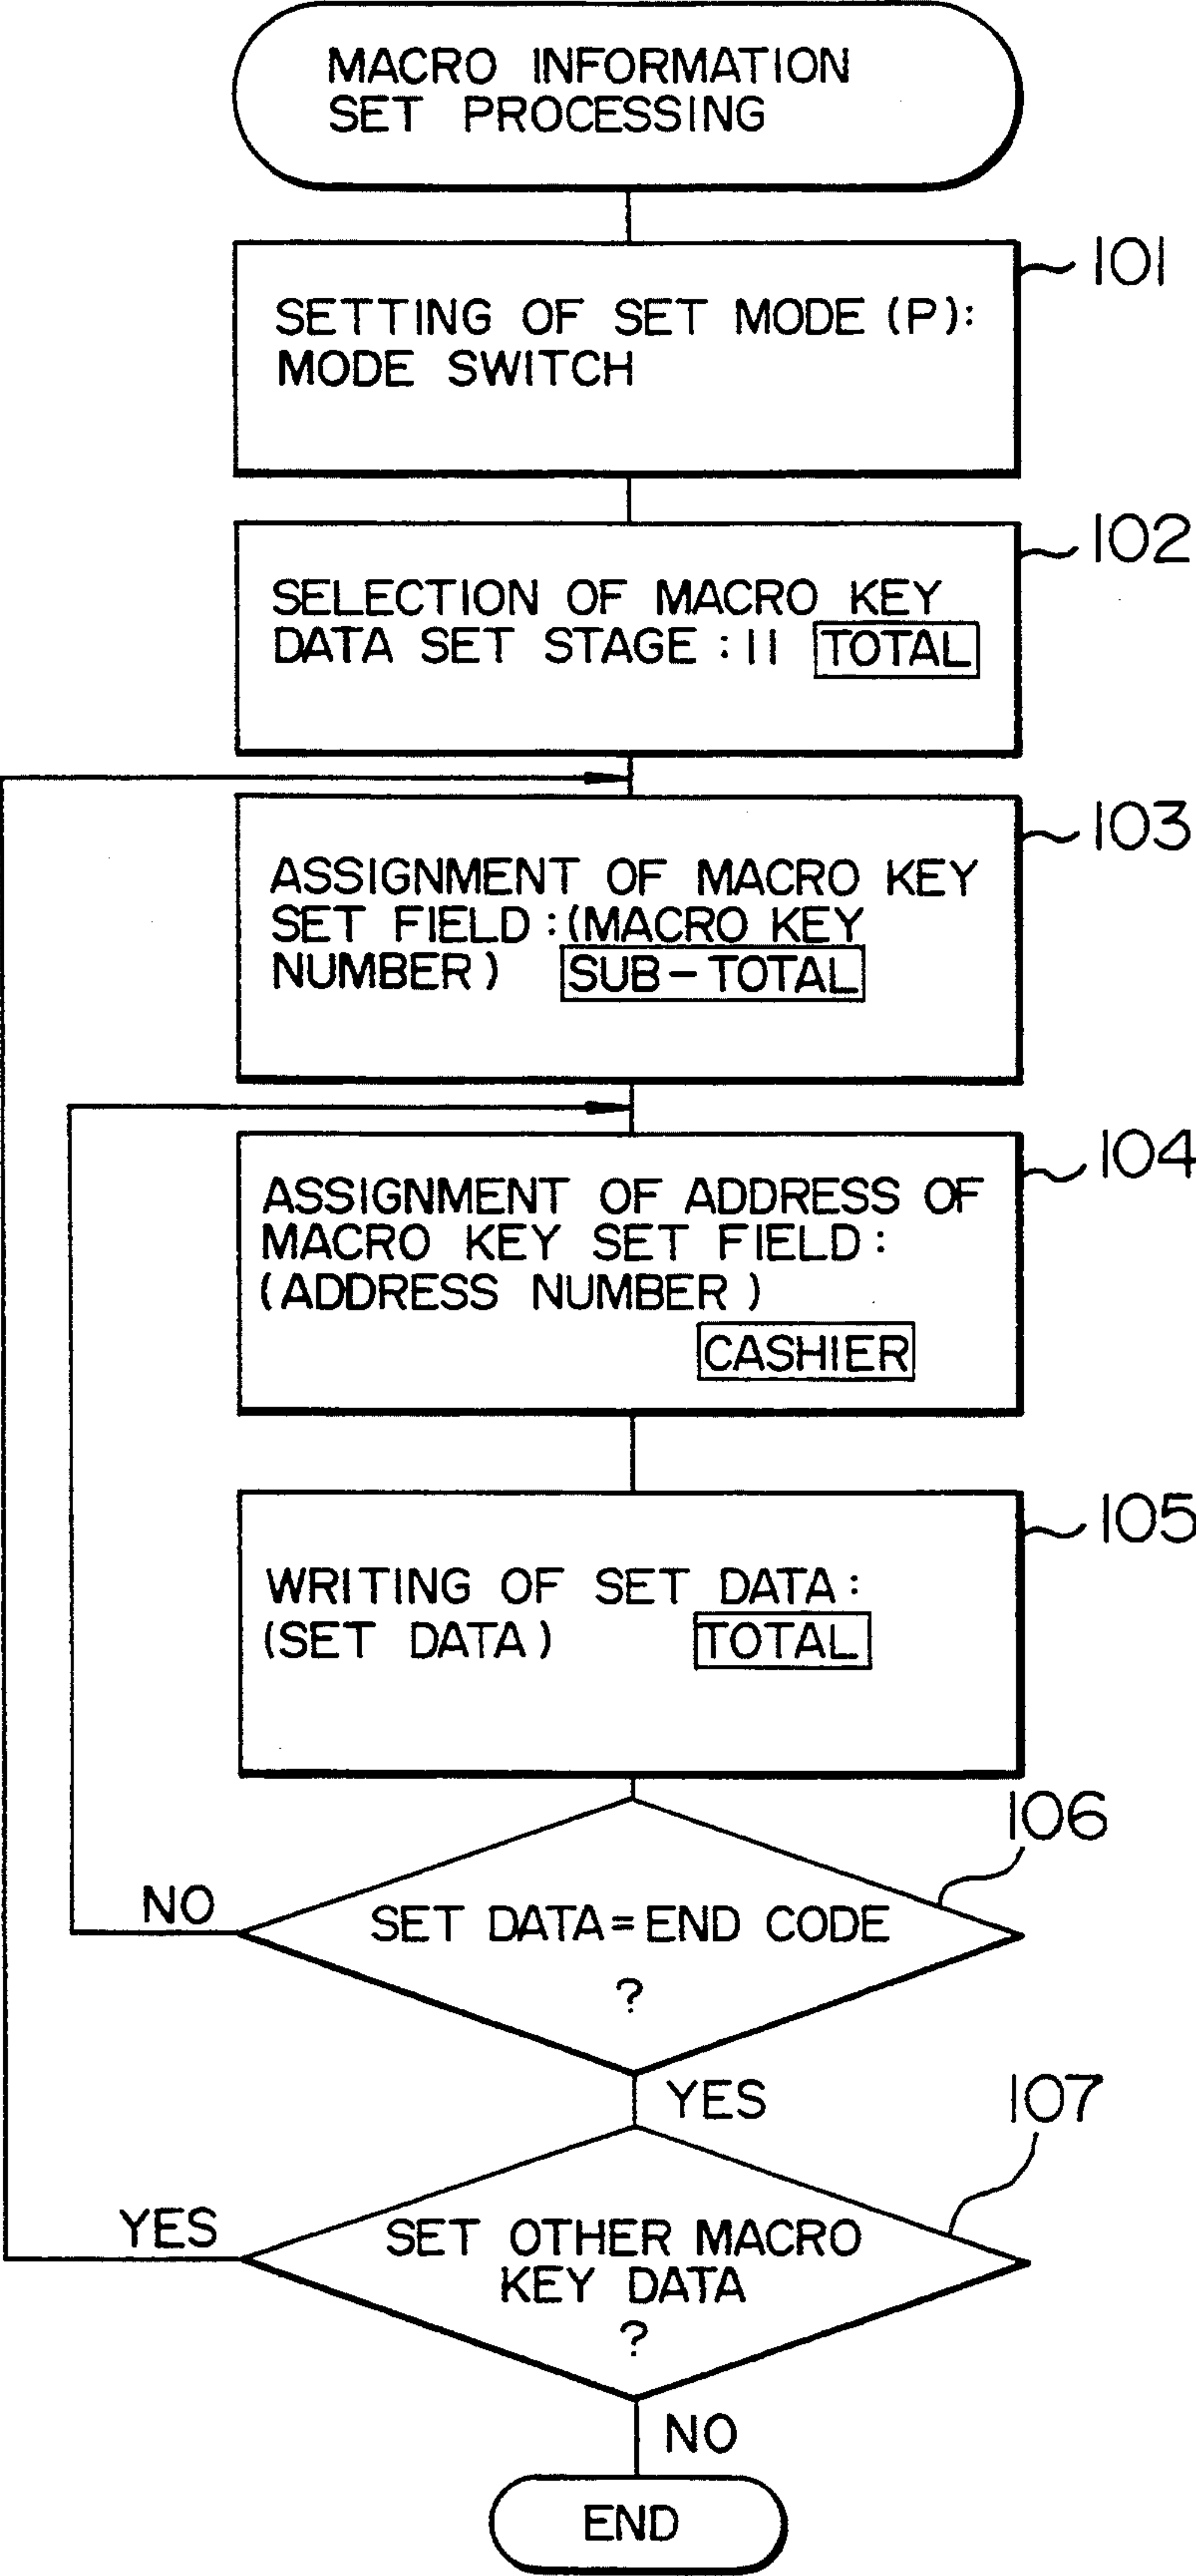 MACRO INFORMATION
SET PROCESSING
101
SETTING OF SET MODE (P):
MODE SWITCH
102
SELECTION OF MACRO KEY
DATA SET STAGE : 11 TOTAL
103
ASSIGNMENT OF MACRO KEY
SET FIELD : (MACRO KEY
NUMBER) SUB-TOTAL
104
ASSIGNMENT OF ADDRESS OF
MACRO KEY SET FIELD :
(ADDRESS NUMBER)
CASHIER
105
WRITING OF SET DATA :
(SET DATA) TOTAL
106
NO
SET DATA = END CODE
?
YES
107
YES
SET OTHER MACRO
KEY DATA
?
NO
END